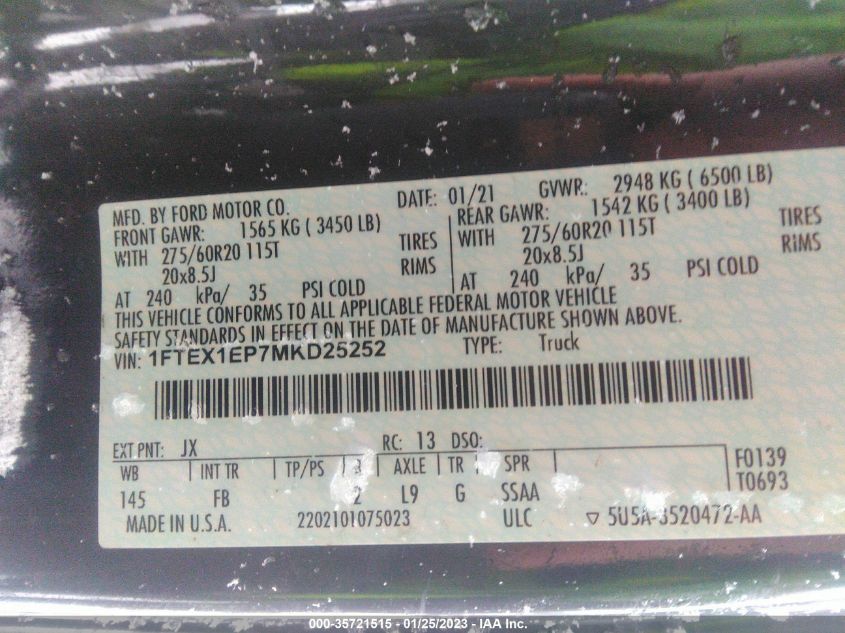 MFD. BY FORD MOTOR CO. DATE: 01/21 GVWR: 2948 KG ( 6500 LB)
FRONT GAWR: 1565 KG ( 3450 LB) REAR GAWR: 1542 KG ( 3400 LB)
WITH 275/60R20 115T TIRES WITH 275/60R20 115T TIRES
20x8.5J RIMS 20x8.5J RIMS
AT 240 kPa/ 35 PSI COLD AT 240 kPa/ 35 PSI COLD
THIS VEHICLE CONFORMS TO ALL APPLICABLE FEDERAL MOTOR VEHICLE
SAFETY STANDARDS IN EFFECT ON THE DATE OF MANUFACTURE SHOWN ABOVE.
VIN: 1FTEX1EP7MKD25252 TYPE: Truck
EXT PNT: JX RC: 13 DSO:
WB INT TR TP/PS AXLE TR SPR F0139
145 FB 2 L9 G SSAA T0693
MADE IN U.S.A. 2202101075023 ULC ▽ 5U5A-3520472-AA
000-35721515 - 01/25/2023 - IAA Inc.